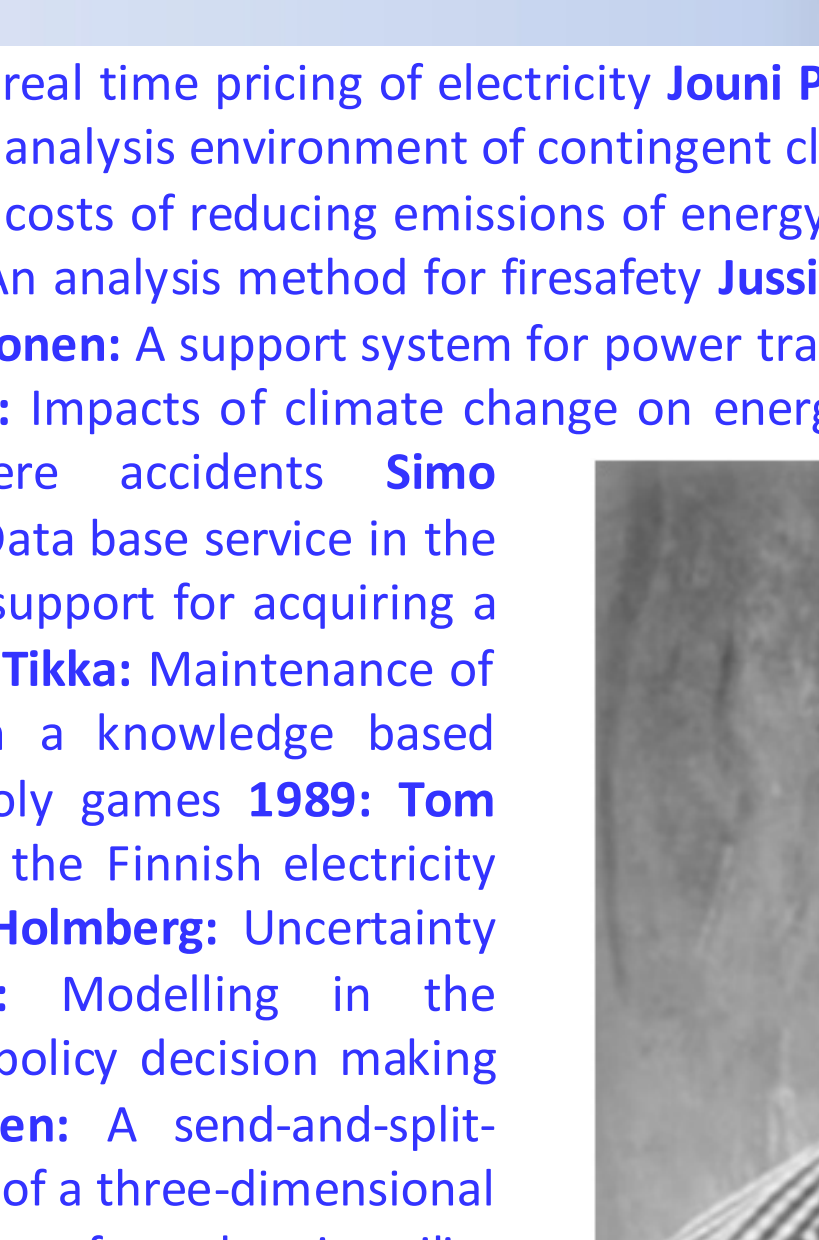 real time pricing of electricity Jouni P
analysis environment of contingent cl
costs of reducing emissions of energy
An analysis method for firesafety Jussi
onen: A support system for power tra
: Impacts of climate change on energ
ere accidents Simo
Data base service in the
support for acquiring a
Tikka: Maintenance of
a knowledge based
oly games 1989: Tom
the Finnish electricity
Holmberg: Uncertainty
: Modelling in the
policy decision making
en: A send-and-split-
of a three-dimensional